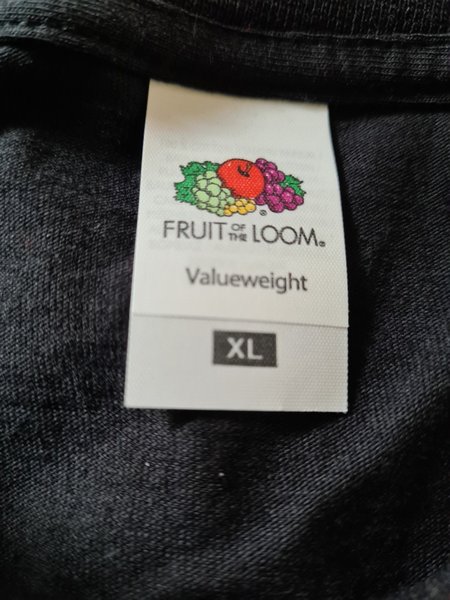 ®
FRUIT OF THE LOOM®
Valueweight
XL